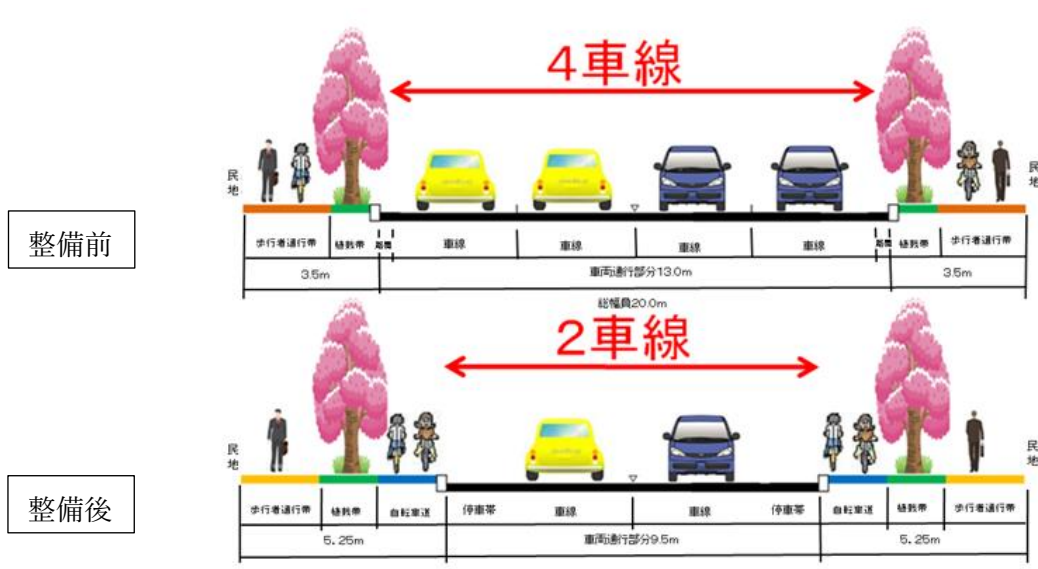 4車線
民地
民地
整備前
歩行者通行帯 植栽帯 路肩 車線 車線 車線 車線 路肩 植栽帯 歩行者通行帯
3.5m 車両通行部分13.0m 3.5m
総幅員20.0m
2車線
民地
民地
整備後
歩行者通行帯 植栽帯 自転車道 停車帯 車線 車線 停車帯 自転車道 植栽帯 歩行者通行帯
5.25m 車両通行部分9.5m 5.25m